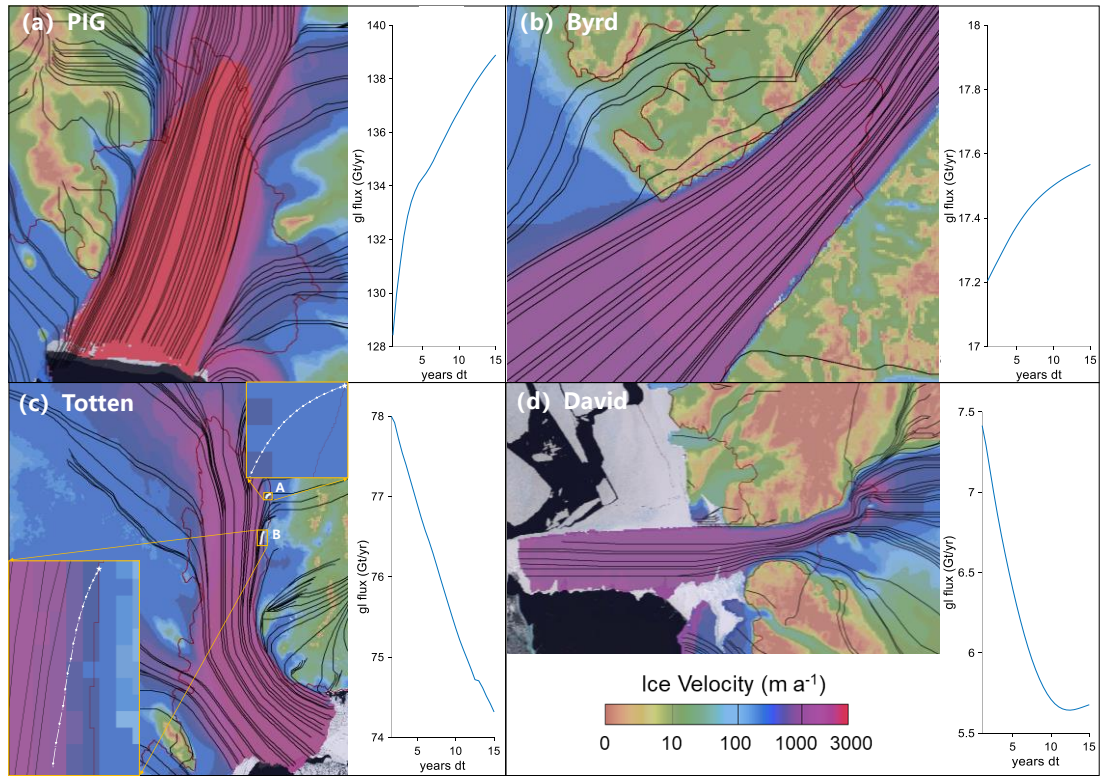 (a) PIG
140
138
136
134
132
130
128
gl flux (Gt/yr)
5
10
15
years dt
(b) Byrd
18
17.8
17.6
17.4
17.2
17
gl flux (Gt/yr)
5
10
15
years dt
(c) Totten
A
B
78
77
76
75
74
gl flux (Gt/yr)
5
10
15
years dt
(d) David
7.5
7
6.5
6
5.5
gl flux (Gt/yr)
5
10
15
years dt
Ice Velocity (m a-1)
0 10 100 1000 3000